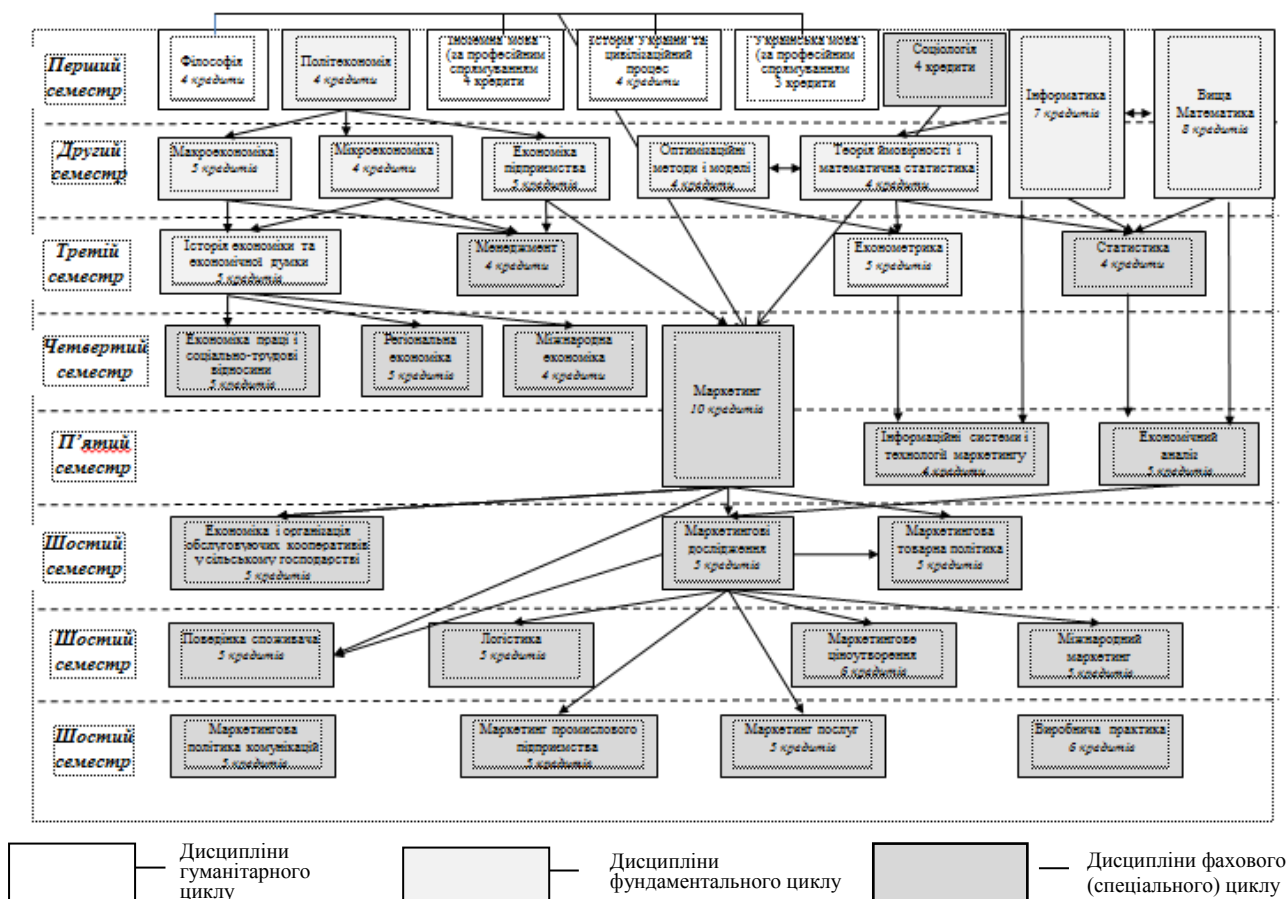 Перший
семестр
Філософія
4 кредити
Політекономія
4 кредити
Іноземна мова
(за професійним
спрямуванням
4 кредити
Історія України та
цивілізаційний
процес
4 кредити
Українська мова
(за професійним
спрямуванням
3 кредити
Соціологія
4 кредити
Інформатика
7 кредитів
Вища
Математика
8 кредитів
Другий
семестр
Макроекономіка
5 кредитів
Мікроекономіка
4 кредити
Економіка
підприємства
5 кредитів
Оптимізаційні
методи і моделі
4 кредити
Теорія ймовірності і
математична статистика
4 кредити
Третій
семестр
Історія економіки та
економічної думки
5 кредитів
Менеджмент
4 кредити
Економетрика
5 кредитів
Статистика
4 кредити
Четвертий
семестр
Економіка праці і
соціально-трудові
відносини
5 кредитів
Регіональна
економіка
5 кредитів
Міжнародна
економіка
4 кредити
Маркетинг
10 кредитів
П’ятий
семестр
Інформаційні системи і
технології маркетингу
4 кредити
Економічний
аналіз
5 кредитів
Шостий
семестр
Економіка і організація
обслуговуючих кооперативів
у сільському господарстві
5 кредитів
Маркетингові
дослідження
5 кредитів
Маркетингова
товарна політика
5 кредитів
Шостий
семестр
Поведінка споживача
5 кредитів
Логістика
5 кредитів
Маркетингове
ціноутворення
6 кредитів
Міжнародний
маркетинг
5 кредитів
Шостий
семестр
Маркетингова
політика комунікацій
5 кредитів
Маркетинг промислового
підприємства
5 кредитів
Маркетинг послуг
5 кредитів
Виробнича практика
6 кредитів
Дисципліни
гуманітарного
циклу
Дисципліни
фундаментального циклу
Дисципліни фахового
(спеціального) циклу